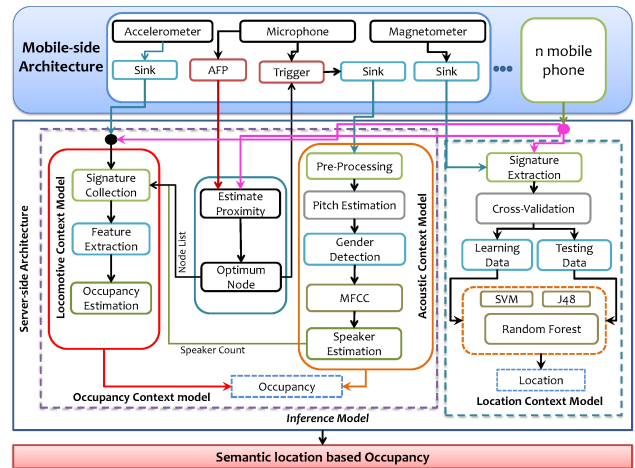 Mobile-side
Architecture
Accelerometer
Microphone
Magnetometer
Sink
AFP
Trigger
Sink
Sink
n mobile
phone
Server-side Architecture
Locommotive Context Model
Signature
Collection
Feature
Extraction
Occupancy
Estimation
Node List
Estimate
Proximity
Optimum
Node
Speaker Count
Pre-Processing
Pitch Estimation
Gender
Detection
MFCC
Speaker
Estimation
Acoustic Context Model
Occupancy
Occupancy Context model
Signature
Extraction
Cross-Validation
Learning
Data
Testing
Data
SVM
J48
Random Forest
Location
Location Context Model
Inference Model
Semantic location based Occupancy